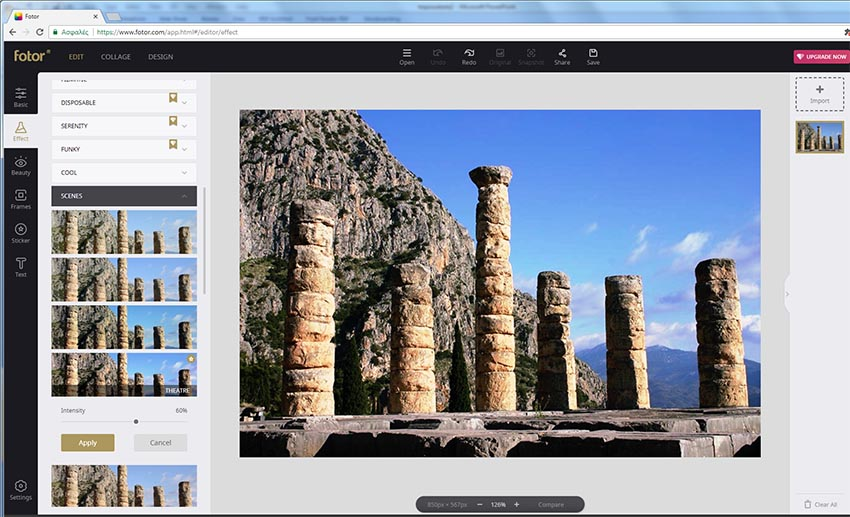 Fotor
Ασφαλές
https://www.fotor.com/app.html#/editor/effect
fotor
EDIT
COLLAGE
DESIGN
Open
Undo
Redo
Original
Snapshot
Share
Save
UPGRADE NOW
Basic
Effect
Beauty
Frames
Sticker
Text
Settings
DISPOSABLE
SERENITY
FUNKY
COOL
SCENES
THEATRE
Intensity 60%
Apply
Cancel
850px × 567px
126%
Compare
Import
Clear All